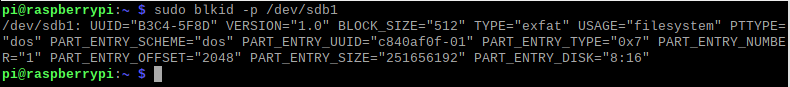 pi@raspberrypi:~ $ sudo blkid -p /dev/sdb1
/dev/sdb1: UUID="B3C4-5F8D" VERSION="1.0" BLOCK_SIZE="512" TYPE="exfat" USAGE="filesystem" PTTYPE=
"dos" PART_ENTRY_SCHEME="dos" PART_ENTRY_UUID="c840af0f-01" PART_ENTRY_TYPE="0x7" PART_ENTRY_NUMBE
R="1" PART_ENTRY_OFFSET="2048" PART_ENTRY_SIZE="251656192" PART_ENTRY_DISK="8:16"
pi@raspberrypi:~ $